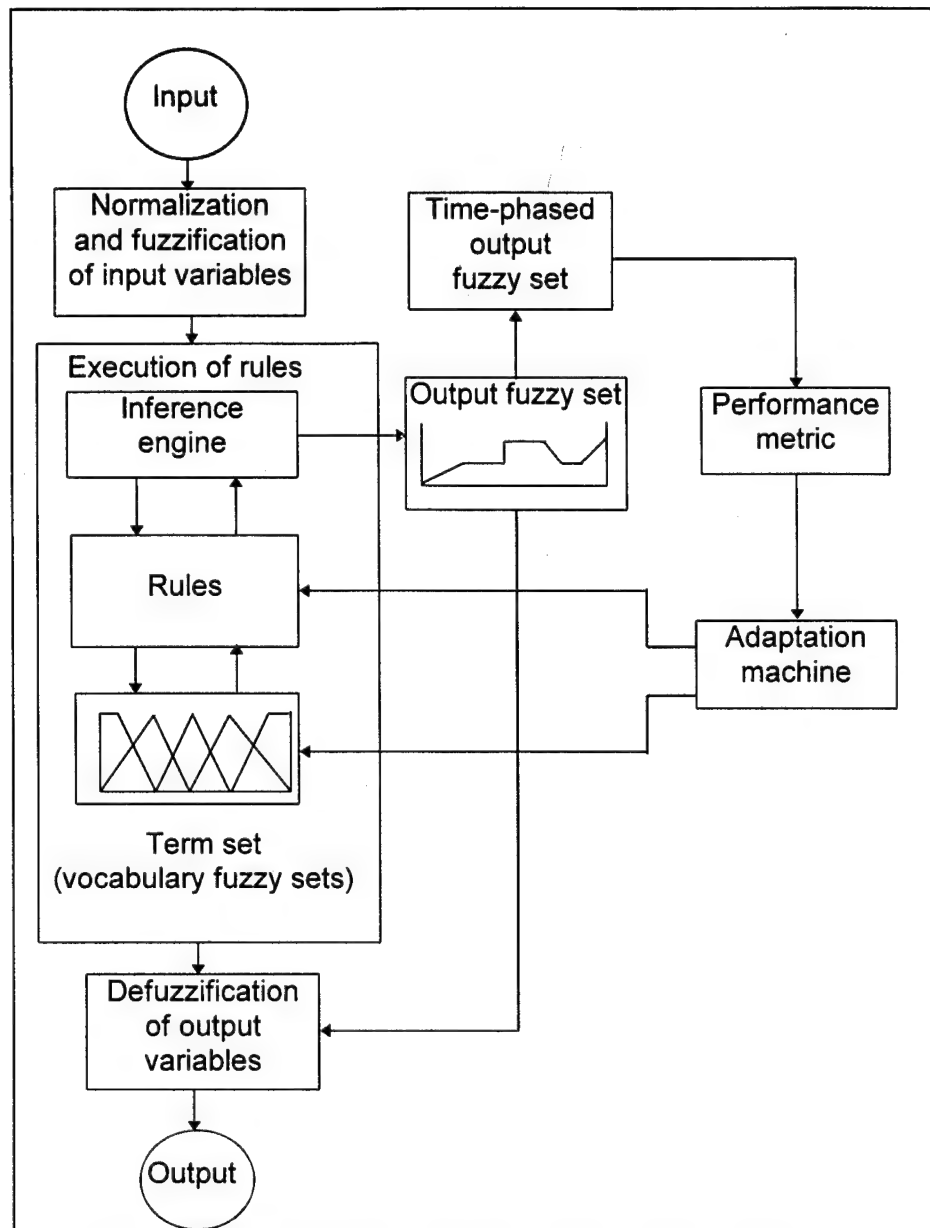 Input
Normalization
and fuzzification
of input variables
Time-phased
output
fuzzy set
Execution of rules
Inference
engine
Output fuzzy set
Performance
metric
Rules
Adaptation
machine
Term set
(vocabulary fuzzy sets)
Defuzzification
of output
variables
Output